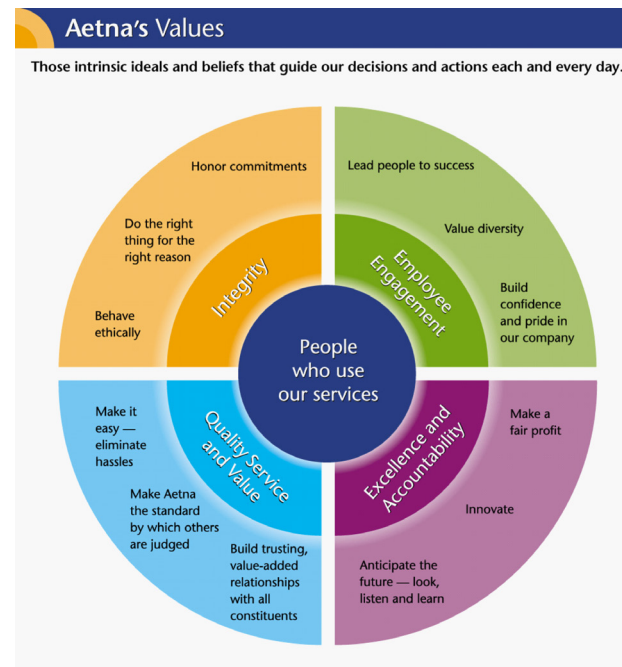 Aetna's Values
Those intrinsic ideals and beliefs that guide our decisions and actions each and every day.
Honor commitments
Do the right
thing for the
right reason
Behave
ethically
Integrity
Lead people to success
Value diversity
Build
confidence
and pride in
our company
Employee
Engagement
People
who use
our services
Make it
easy —
eliminate
hassles
Make Aetna
the standard
by which others
are judged
Build trusting,
value-added
relationships
with all
constituents
Quality Service
and Value
Excellence and
Accountability
Make a
fair profit
Innovate
Anticipate the
future — look,
listen and learn